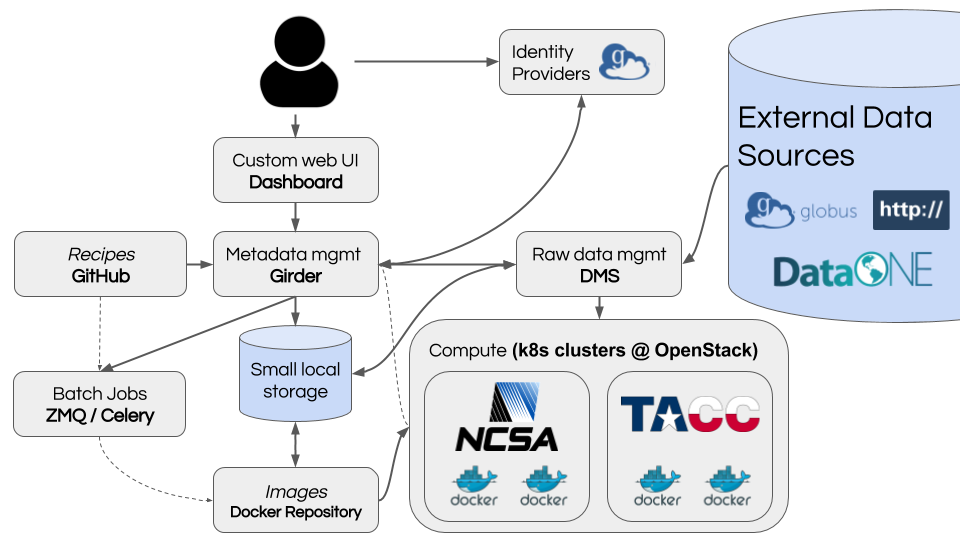 Identity
Providers
g
External Data
Sources
g globus
http://
DataONE
Custom web UI
Dashboard
Recipes
GitHub
Metadata mgmt
Girder
Raw data mgmt
DMS
Small local
storage
Batch Jobs
ZMQ / Celery
Images
Docker Repository
Compute (k8s clusters @ OpenStack)
NCSA
docker
docker
TACC
docker
docker